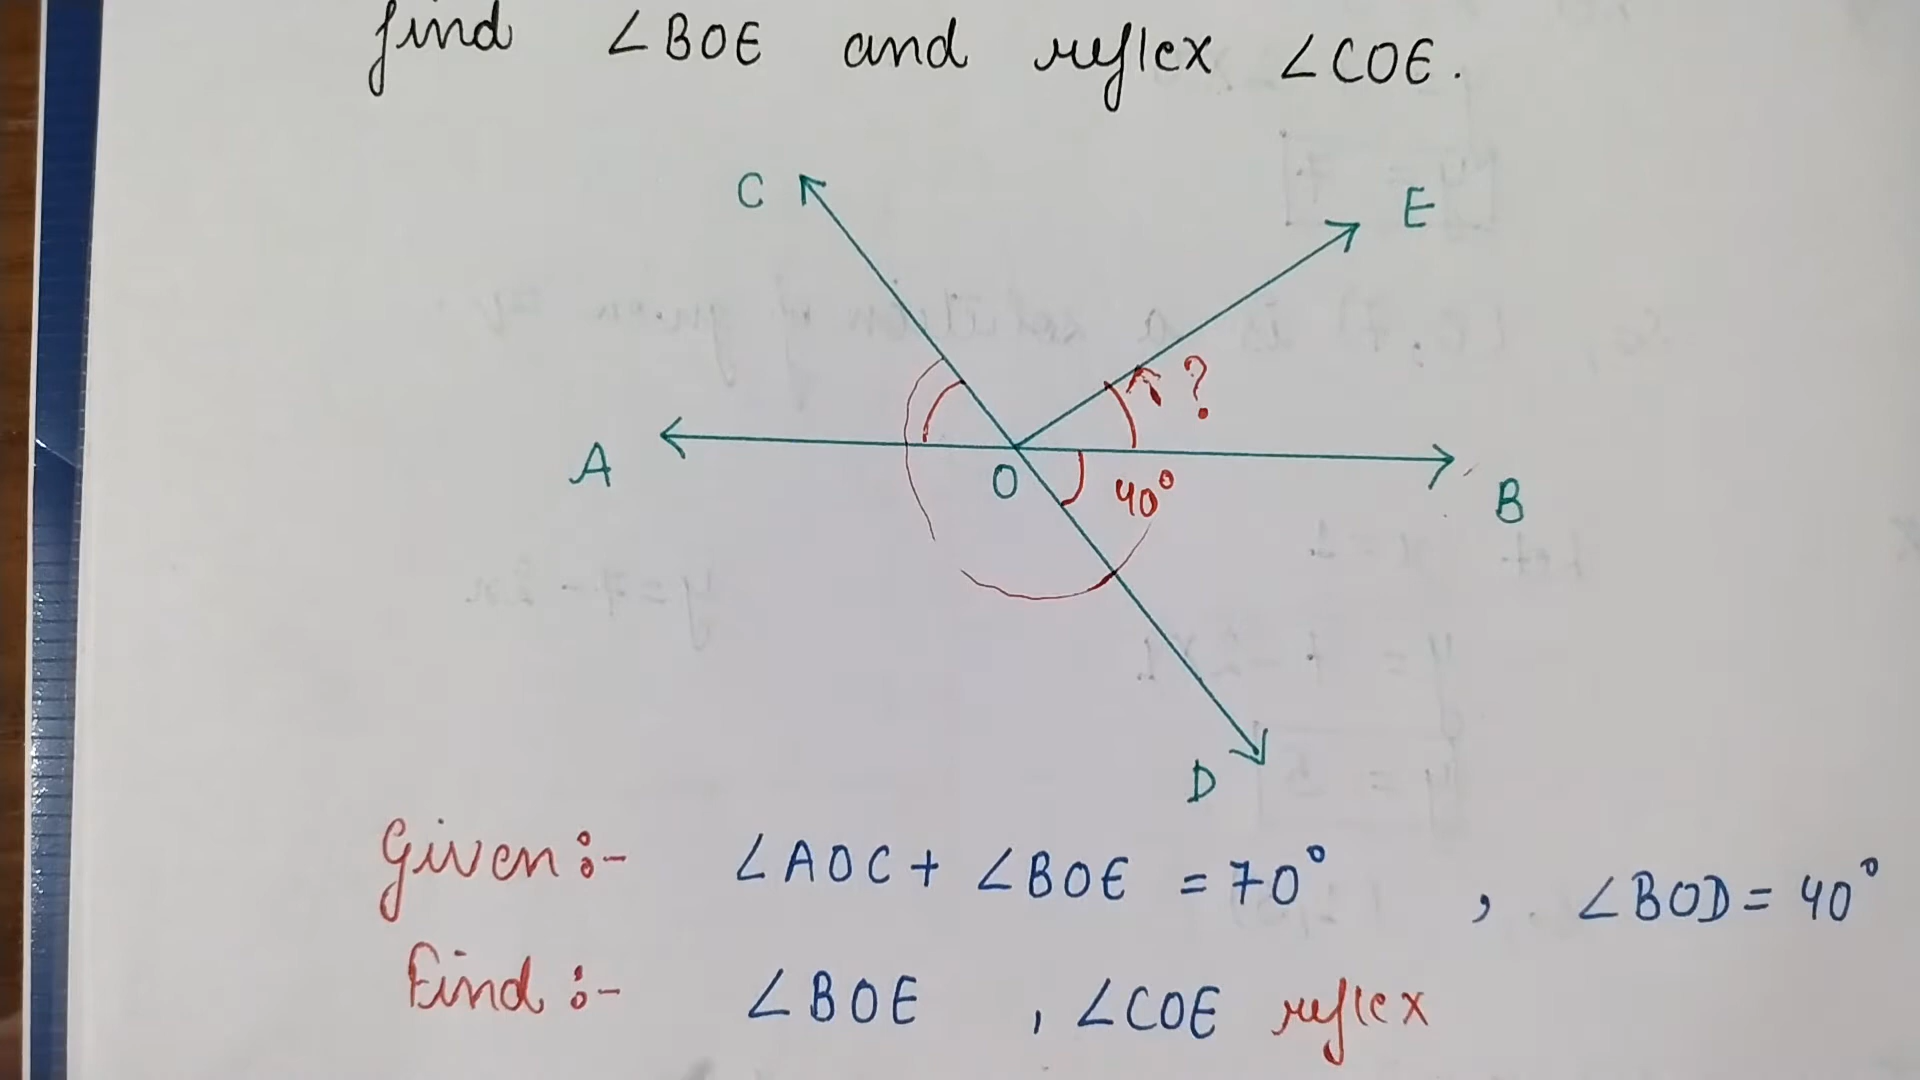 find ∠BOE and reflex ∠COE.
C
E
?
A
O
40°
B
D
Given:- ∠AOC + ∠BOE = 70° , ∠BOD = 40°
Find:- ∠BOE , ∠COE reflex